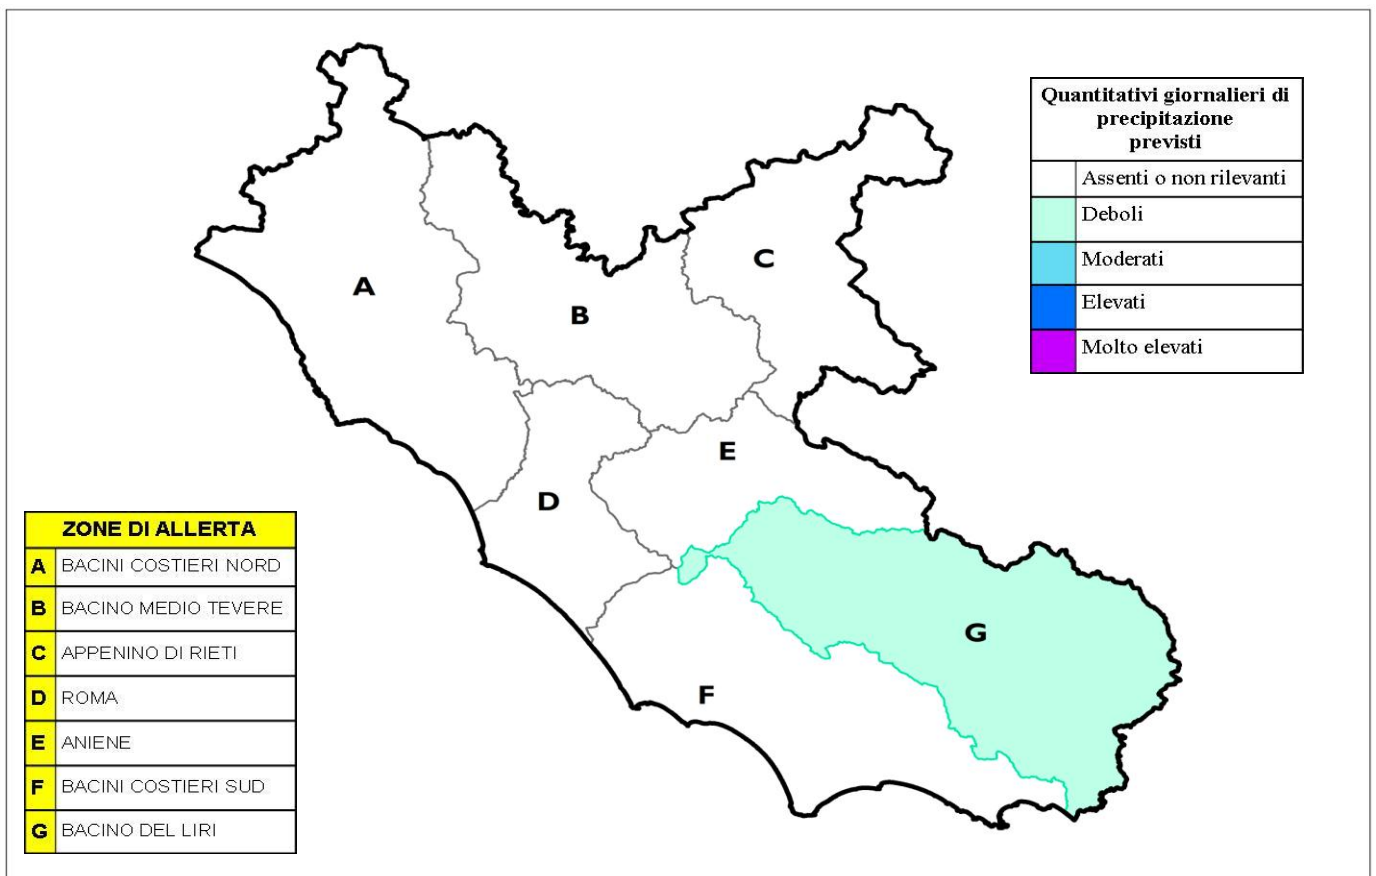 Quantitativi giornalieri di
precipitazione
previsti
Assenti o non rilevanti
Deboli
Moderati
Elevati
Molto elevati
A
B
C
D
E
F
G
ZONE DI ALLERTA
A BACINI COSTIERI NORD
B BACINO MEDIO TEVERE
C APPENINO DI RIETI
D ROMA
E ANIENE
F BACINI COSTIERI SUD
G BACINO DEL LIRI